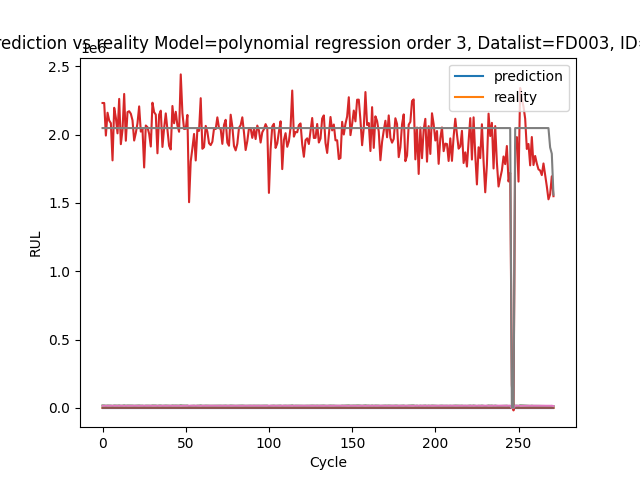 rediction vs reality Model=polynomial regression order 3, Datalist=FD003, ID=
1e6
2.5
2.0
1.5
1.0
0.5
0.0
RUL
0 50 100 150 200 250
Cycle
prediction
reality